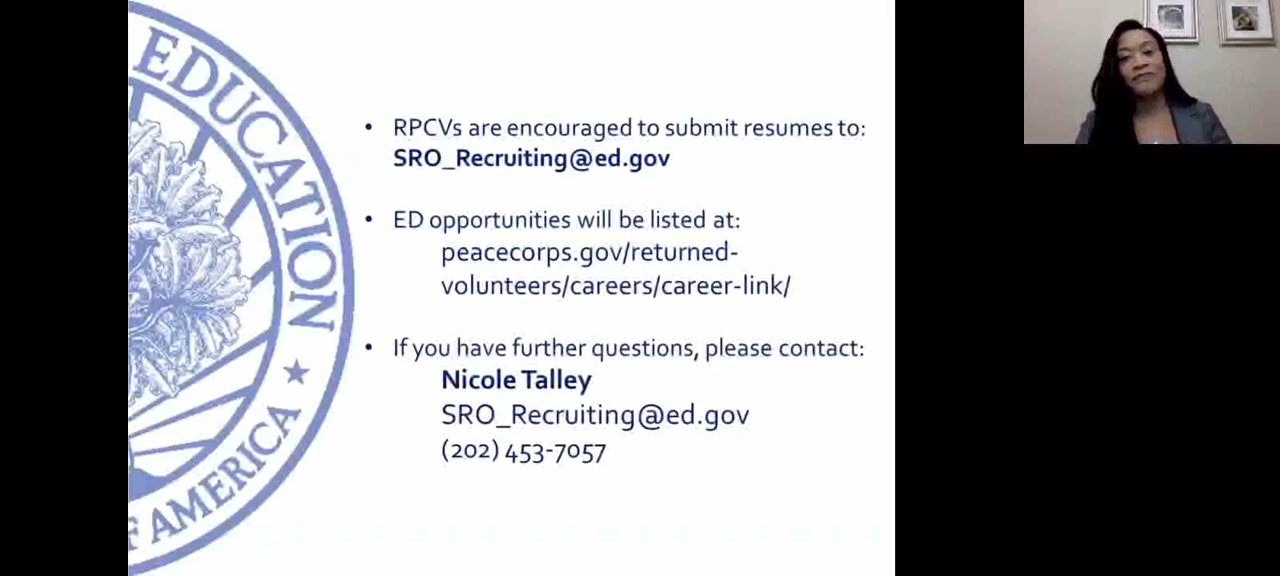 EDUCATION
F AMERICA
• RPCVs are encouraged to submit resumes to:
SRO_Recruiting@ed.gov
• ED opportunities will be listed at:
peacecorps.gov/returned-
volunteers/careers/career-link/
• If you have further questions, please contact:
Nicole Talley
SRO_Recruiting@ed.gov
(202) 453-7057